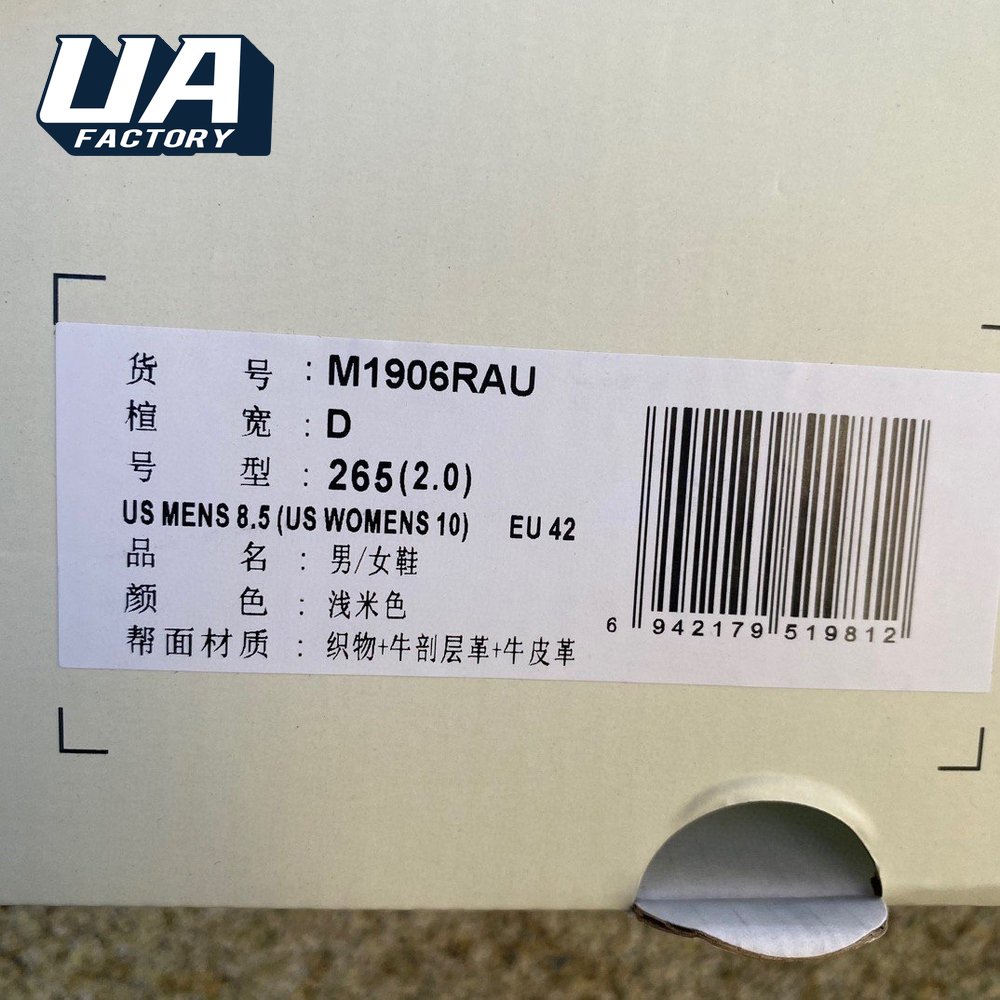 UA
FACTORY
货 号 : M1906RAU
楦 宽 : D
号 型 : 265(2.0)
US MENS 8.5 (US WOMENS 10) EU 42
品 名 : 男/女鞋
颜 色 : 浅米色
帮面材质 : 织物+牛剖层革+牛皮革
6 942179 519812